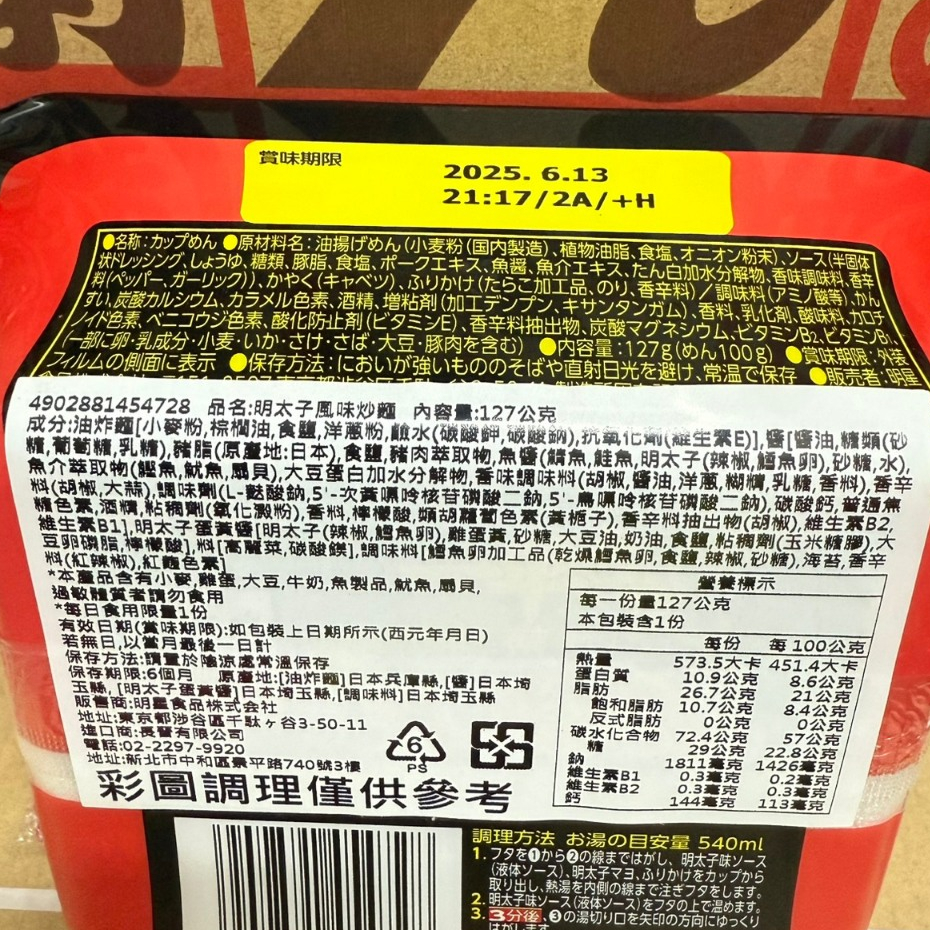 賞味期限
2025. 6.13
21:17/2A/+H
●名称:カップめん ●原材料名:油揚げめん(小麦粉(国内製造)、植物油脂、食塩、オニオン粉末)、ソース(半固体
状ドレッシング、しょうゆ、糖類、豚脂、食塩、ポークエキス、魚醤、魚介エキス、たん白加水分解物、香味調味料、香辛
料(ペッパー、ガーリック))、かやく(キャベツ)、ふりかけ(たらこ加工品、のり、香辛料)/調味料(アミノ酸等)、かん
すい、炭酸カルシウム、カラメル色素、酒精、増粘剤(加工デンプン、キサンタンガム)、香料、乳化剤、酸味料、カロチ
ノイド色素、ベニコウジ色素、酸化防止剤(ビタミンE)、香辛料抽出物、炭酸マグネシウム、ビタミンB2、ビタミンB1、
(一部に卵・乳成分・小麦・いか・さけ・さば・大豆・豚肉を含む) ●内容量:127g(めん100g) ●賞味期限:外装
フィルムの側面に表示 ●保存方法:においが強いもののそばや直射日光を避け、常温で保存 ●販売者:明星
4902881454728 品名:明太子風味炒麵 內容量:127公克
成分:油炸麵[小麥粉,棕櫚油,食鹽,洋蔥粉,鹼水(碳酸鉀,碳酸鈉),抗氧化劑(維生素E)],醬[醬油,糖類(砂
糖,葡萄糖,乳糖),豬脂(原產地:日本),食鹽,豬肉萃取物,魚醬(鯖魚,鮭魚,明太子(辣椒,鱈魚卵),砂糖,水),
魚介萃取物(鰹魚,魷魚,扇貝),大豆蛋白加水分解物,香味調味料(胡椒,醬油,洋蔥,糊精,乳糖,香料),香辛
料(胡椒,大蒜),調味劑(L-麩酸鈉,5'-次黃嘌呤核苷磷酸二鈉,5'-鳥嘌呤核苷磷酸二鈉),碳酸鈣,普通焦
糖色素,酒精,粘稠劑(氧化澱粉),香料,檸檬酸,類胡蘿蔔色素(黃梔子),香辛料抽出物(胡椒),維生素B2,
維生素B1],明太子蛋黃醬[明太子(辣椒,鱈魚卵),雞蛋黃,砂糖,大豆油,奶油,食鹽,粘稠劑(玉米糖膠),大
豆卵磷脂,檸檬酸],料[高麗菜,碳酸鎂],調味料[鱈魚卵加工品(乾燥鱈魚卵,食鹽,辣椒,砂糖),海苔,香辛
料(紅辣椒),紅麴色素]
*本產品含有小麥,雞蛋,大豆,牛奶,魚製品,魷魚,扇貝,
過敏體質者請勿食用
*每日食用限量1份
有效日期(賞味期限):如包裝上日期所示(西元年月日)
若無日,以當月最後一日計
保存方法:請置於陰涼處常溫保存
保存期限:6個月 原產地:[油炸麵]日本兵庫縣,[醬]日本埼
玉縣,[明太子蛋黃醬]日本埼玉縣,[調味料]日本埼玉縣
販售商:明星食品株式会社
地址:東京都渋谷區千駄ヶ谷3-50-11
進口商:長譽有限公司
電話:02-2297-9920
地址:新北市中和區景平路740號3樓
6
PS
彩圖調理僅供參考
營養標示
每一份量127公克
本包裝含1份
每份 每 100公克
熱量 573.5大卡 451.4大卡
蛋白質 10.9公克 8.6公克
脂肪 26.7公克 21公克
飽和脂肪 10.7公克 8.4公克
反式脂肪 0公克 0公克
碳水化合物 72.4公克 57公克
糖 29公克 22.8公克
鈉 1811毫克 1426毫克
維生素B1 0.3毫克 0.2毫克
維生素B2 0.3毫克 0.3毫克
鈣 144毫克 113毫克
調理方法 お湯の目安量 540ml
1. フタを❶から❷の線まではがし、明太子味ソース
(液体ソース)、明太子マヨ、ふりかけをカップから
取り出し、熱湯を内側の線まで注ぎフタをします。
2. 明太子味ソース(液体ソース)をフタの上で温めます。
3. 3分後、❸の湯切り口を矢印の方向にゆっくり
はがします。